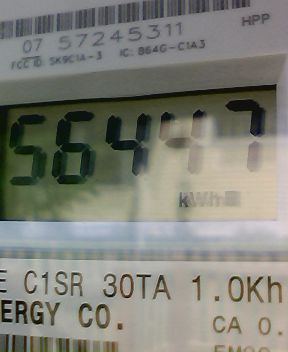 07 57245311
HPP
FCC ID: SK9C1A-3 IC: 864G-C1A3
56447
kWh
E C1SR 30TA 1.0Kh
ERGY CO.
CA 0.